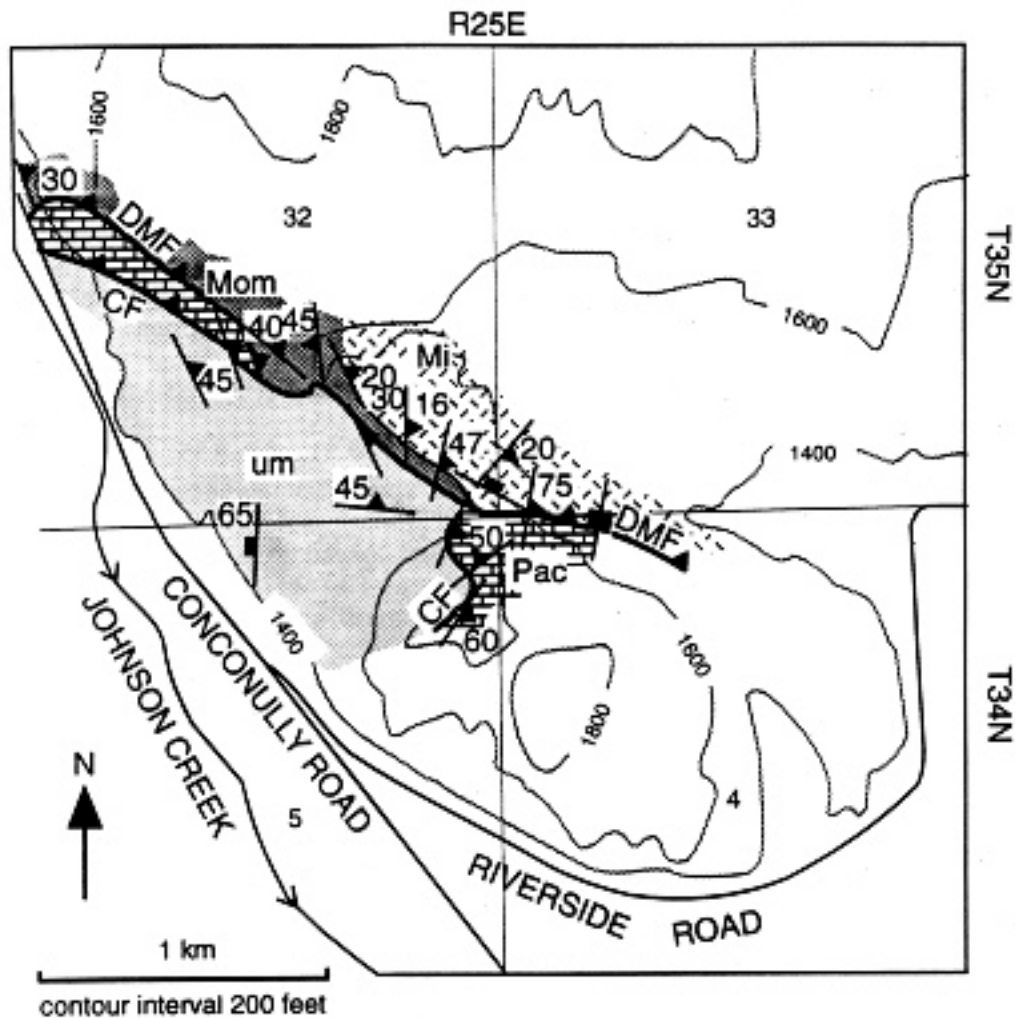 R25E
1600
1800
30
32
33
T35N
DMF
Mom
CF
1600
40
45
Mi
20
45
30
16
47
20
1400
um
45
75
65
DMF
50
Pac
CF
1400
60
1600
JOHNSON CREEK
CONCONULLY ROAD
1800
T34N
N
5
4
RIVERSIDE ROAD
1 km
contour interval 200 feet